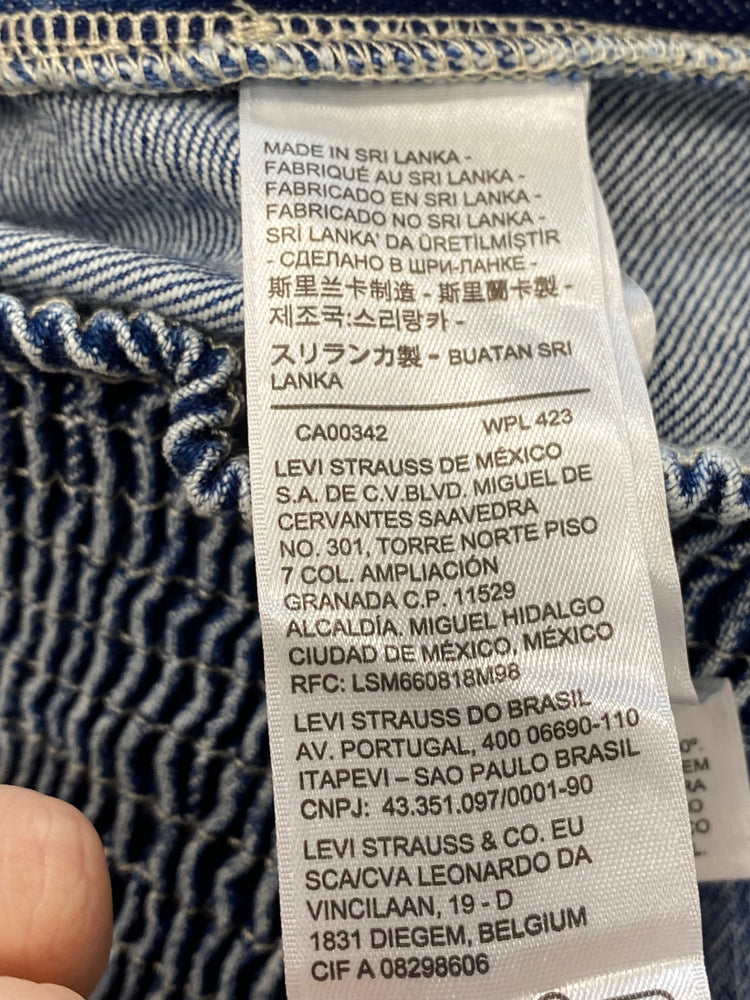 MADE IN SRI LANKA -
FABRIQUÉ AU SRI LANKA -
FABRICADO EN SRI LANKA -
FABRICADO NO SRI LANKA -
SRİ LANKA' DA ÜRETİLMİŞTİR
- СДЕЛАНО В ШРИ-ЛАНКЕ -
斯里兰卡制造 - 斯里蘭卡製 -
제조국:스리랑카 -
スリランカ製 - BUATAN SRI
LANKA
CA00342 WPL 423
LEVI STRAUSS DE MÉXICO
S.A. DE C.V.BLVD. MIGUEL DE
CERVANTES SAAVEDRA
NO. 301, TORRE NORTE PISO
7 COL. AMPLIACIÓN
GRANADA C.P. 11529
ALCALDÍA. MIGUEL HIDALGO
CIUDAD DE MÉXICO, MÉXICO
RFC: LSM660818M98
LEVI STRAUSS DO BRASIL
AV. PORTUGAL, 400 06690-110
ITAPEVI – SAO PAULO BRASIL
CNPJ: 43.351.097/0001-90
LEVI STRAUSS & CO. EU
SCA/CVA LEONARDO DA
VINCILAAN, 19 - D
1831 DIEGEM, BELGIUM
CIF A 08298606